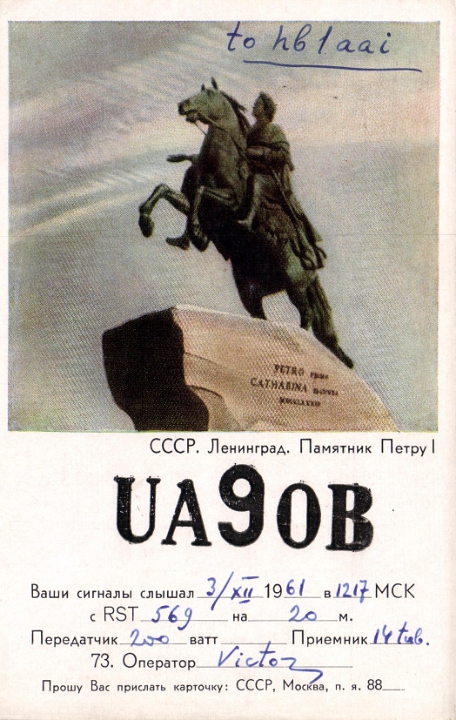 to hb1aai
PETRO PRIMO
CATHARINA SECUNDA
MDCCLXXXII
СССР. Ленинград. Памятник Петру I
UA9OB
Ваши сигналы слышал 3/XII 1961 в 1217 МСК
с RST 569 на 20 м.
Передатчик 200 ватт Приемник 14 tub.
73. Оператор Victor
Прошу Вас прислать карточку: СССР, Москва, п. я. 88